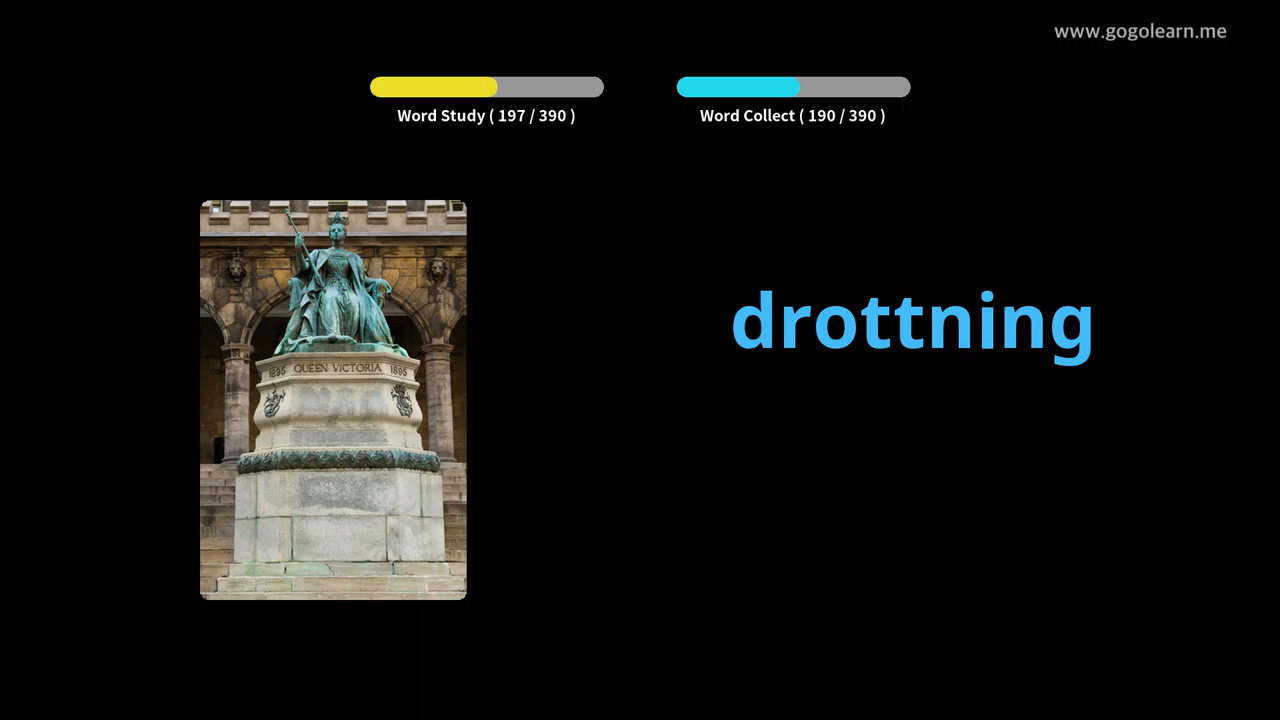 www.gogolearn.me
Word Study ( 197 / 390 )
Word Collect ( 190 / 390 )
drottning
1895 QUEEN VICTORIA 1895